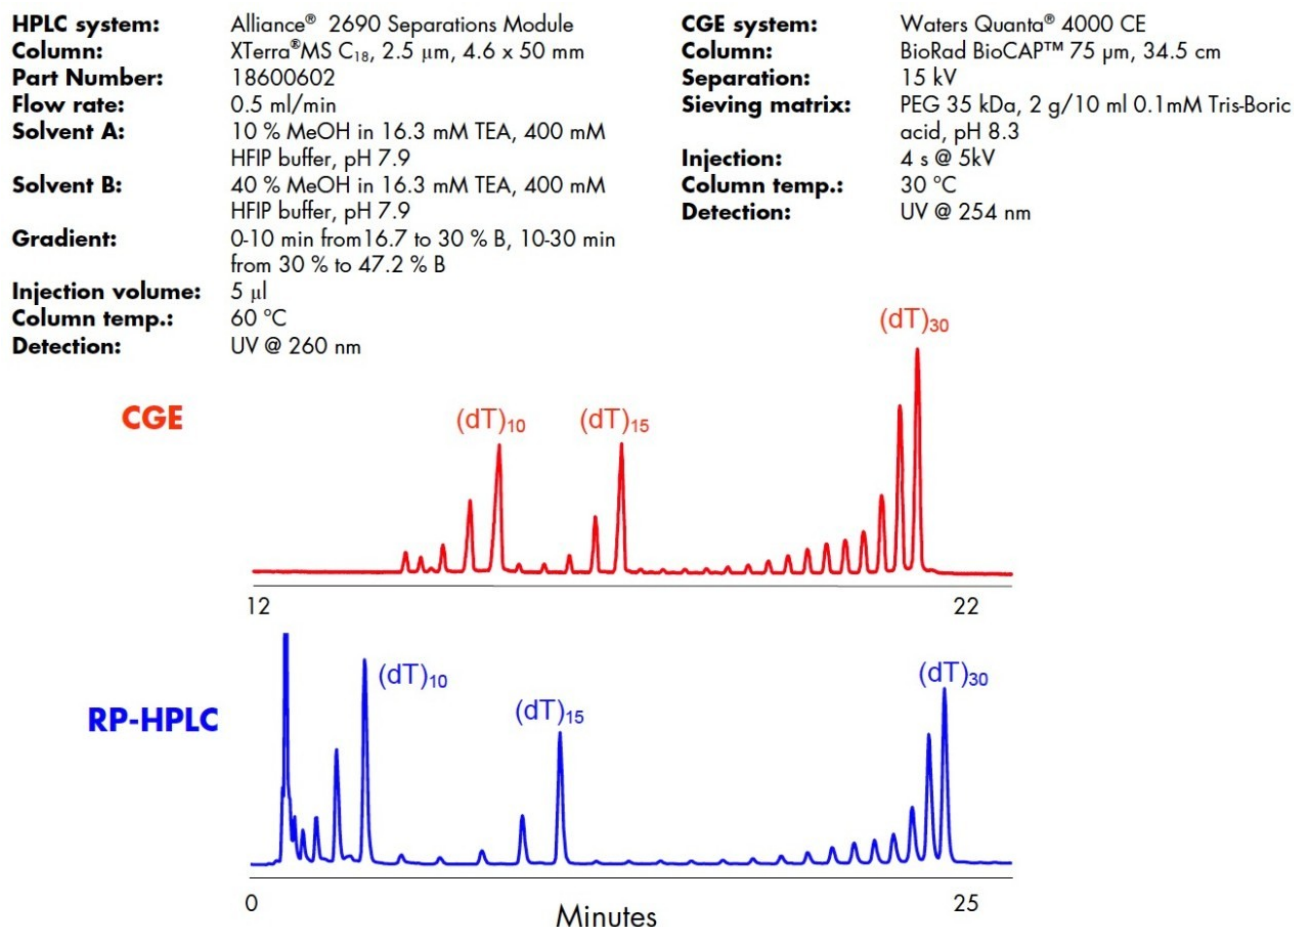 HPLC system: Alliance® 2690 Separations Module
Column: XTerra®MS C18, 2.5 µm, 4.6 x 50 mm
Part Number: 18600602
Flow rate: 0.5 ml/min
Solvent A: 10 % MeOH in 16.3 mM TEA, 400 mM
HFIP buffer, pH 7.9
Solvent B: 40 % MeOH in 16.3 mM TEA, 400 mM
HFIP buffer, pH 7.9
Gradient: 0-10 min from16.7 to 30 % B, 10-30 min
from 30 % to 47.2 % B
Injection volume: 5 µl
Column temp.: 60 °C
Detection: UV @ 260 nm
CGE system: Waters Quanta® 4000 CE
Column: BioRad BioCAP™ 75 µm, 34.5 cm
Separation: 15 kV
Sieving matrix: PEG 35 kDa, 2 g/10 ml 0.1mM Tris-Boric
acid, pH 8.3
Injection: 4 s @ 5kV
Column temp.: 30 °C
Detection: UV @ 254 nm
CGE
(dT)10
(dT)15
(dT)30
12
22
RP-HPLC
(dT)10
(dT)15
(dT)30
0
25
Minutes